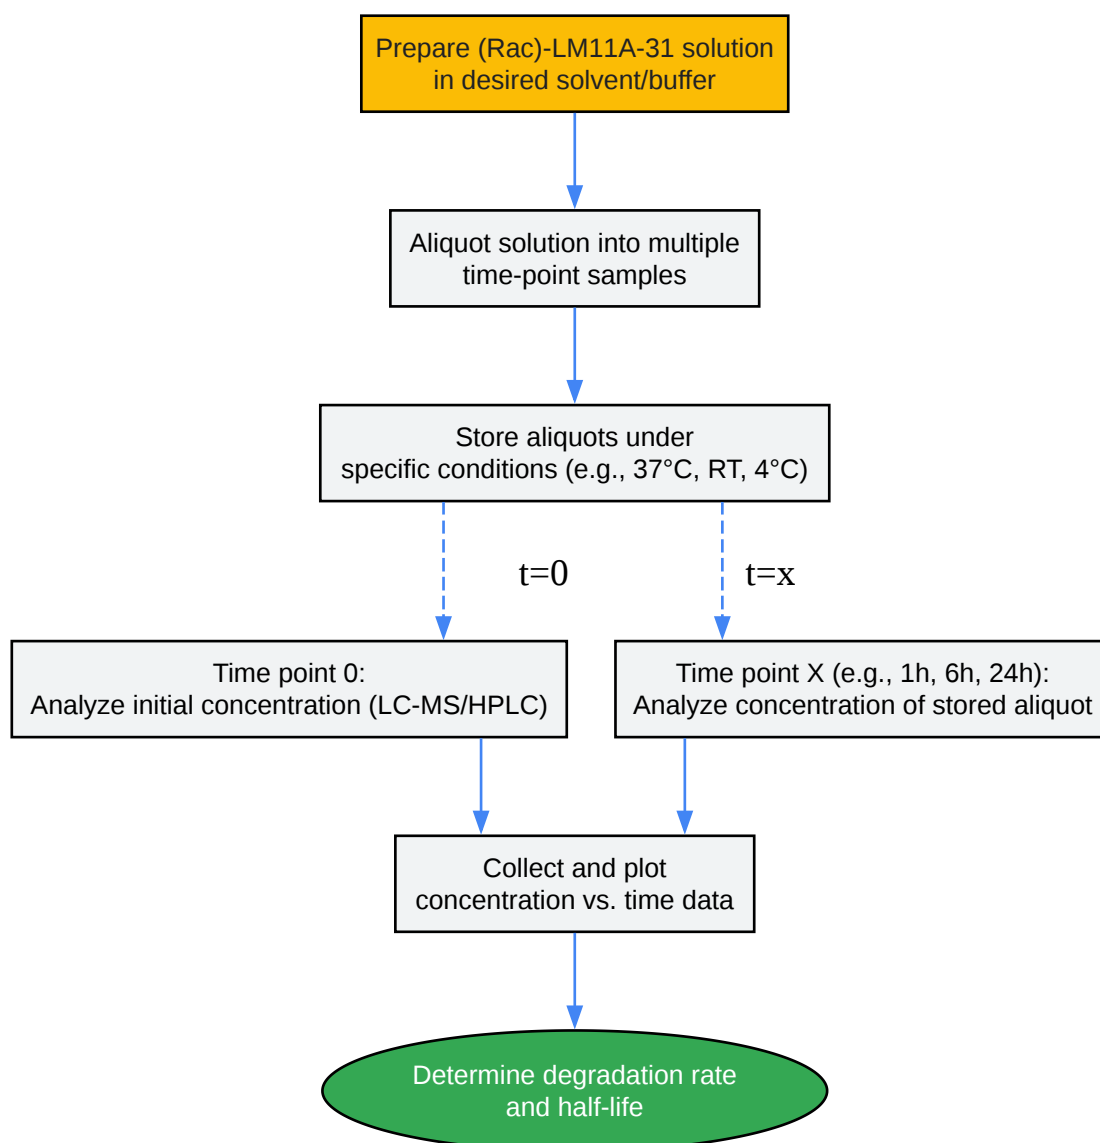 Prepare (Rac)-LM11A-31 solution
in desired solvent/buffer
Aliquot solution into multiple
time-point samples
Store aliquots under
specific conditions (e.g., 37°C, RT, 4°C)
t=0
t=x
Time point 0:
Analyze initial concentration (LC-MS/HPLC)
Time point X (e.g., 1h, 6h, 24h):
Analyze concentration of stored aliquot
Collect and plot
concentration vs. time data
Determine degradation rate
and half-life